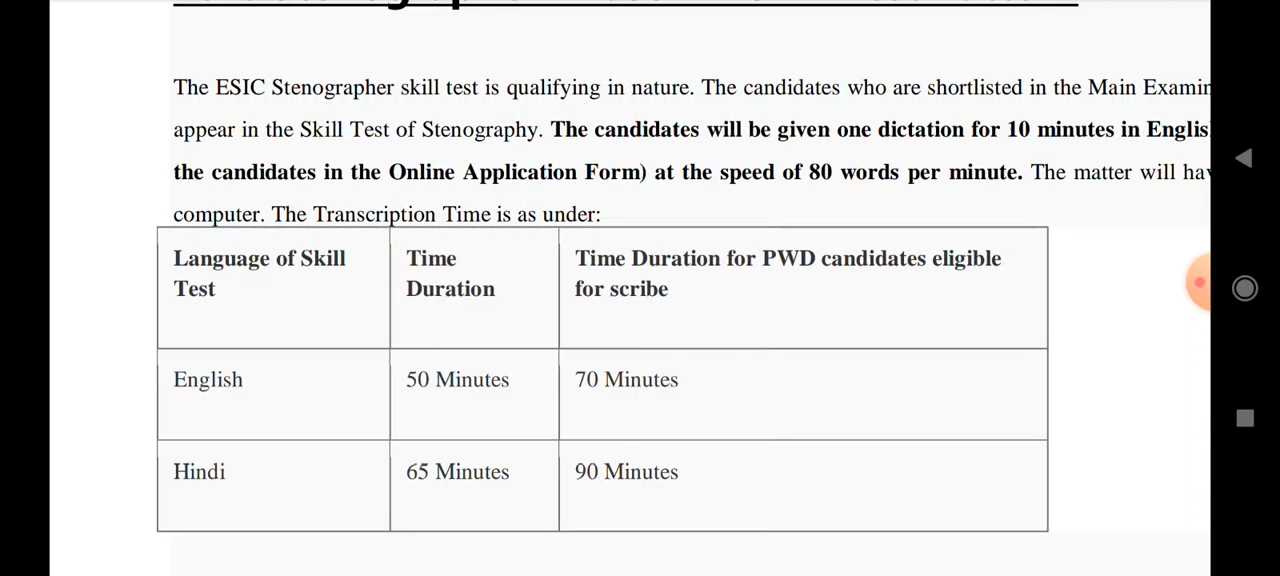 The ESIC Stenographer skill test is qualifying in nature. The candidates who are shortlisted in the Main
appear in the Skill Test of Stenography. The candidates will be given one dictation for 10 minutes in
the candidates in the Online Application Form) at the speed of 80 words per minute. The matter will
computer. The Transcription Time is as under:
Language of Skill Test
Time Duration
Time Duration for PWD candidates eligible for scribe
English
50 Minutes
70 Minutes
Hindi
65 Minutes
90 Minutes